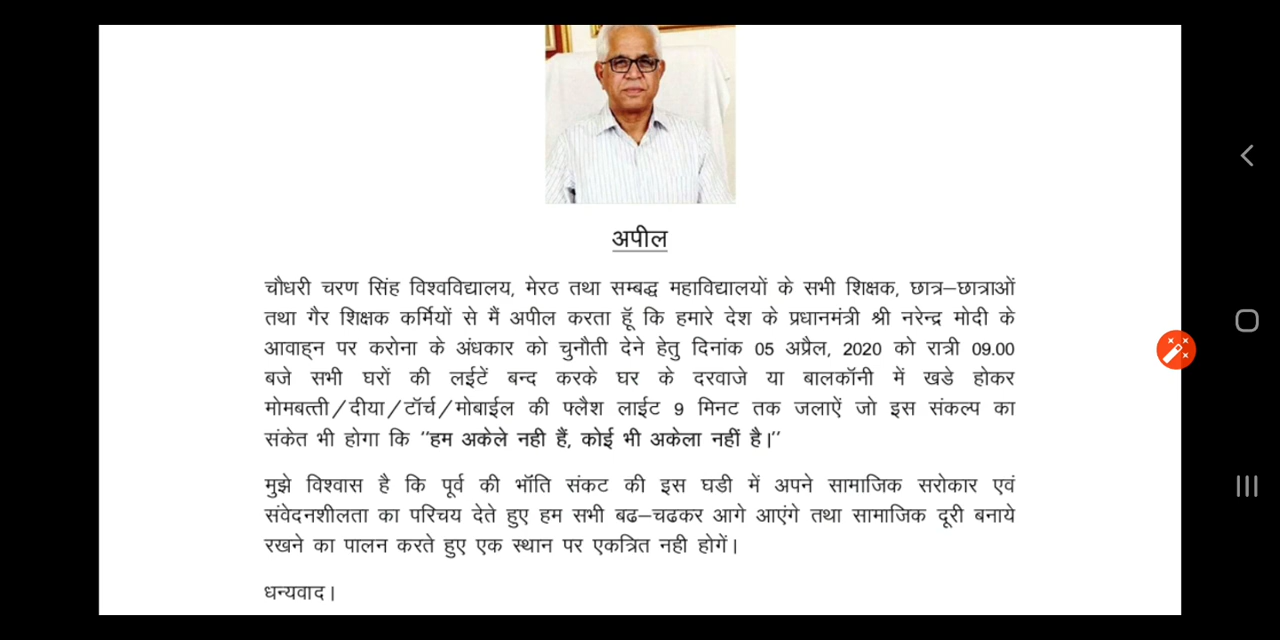 अपील
चौधरी चरण सिंह विश्वविद्यालय, मेरठ तथा सम्बद्ध महाविद्यालयों के सभी शिक्षक, छात्र–छात्राओं
तथा गैर शिक्षक कर्मियों से मैं अपील करता हूॅ कि हमारे देश के प्रधानमंत्री श्री नरेन्द्र मोदी के
आवाह्न पर करोना के अंधकार को चुनौती देने हेतु दिनांक 05 अप्रैल, 2020 को रात्री 09.00
बजे सभी घरों की लईटें बन्द करके घर के दरवाजे या बालकॉनी में खडे होकर
मोमबत्ती/दीया/टॉर्च/मोबाईल की फ्लैश लाईट 9 मिनट तक जलाऐं जो इस संकल्प का
संकेत भी होगा कि ‘‘हम अकेले नही हैं, कोई भी अकेला नहीं है।’’
मुझे विश्वास है कि पूर्व की भॉति संकट की इस घडी में अपने सामाजिक सरोकार एवं
संवेदनशीलता का परिचय देते हुए हम सभी बढ–चढकर आगे आएंगे तथा सामाजिक दूरी बनाये
रखने का पालन करते हुए एक स्थान पर एकत्रित नही होगें।
धन्यवाद।